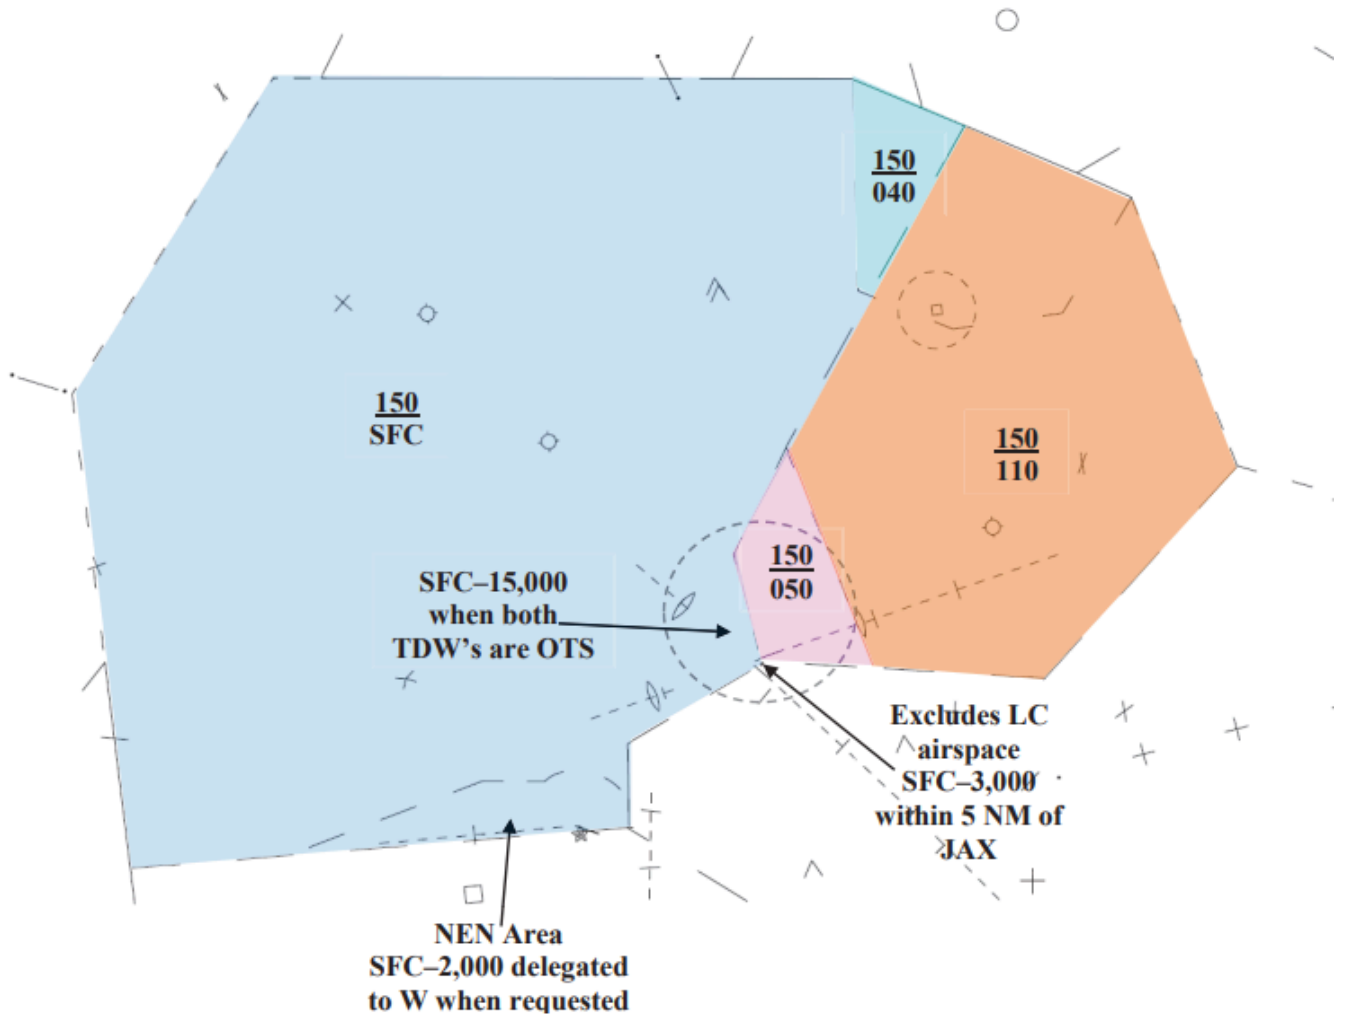 150
040
150
SFC
150
110
150
050
SFC–15,000
when both
TDW's are OTS
Excludes LC
airspace
SFC–3,000
within 5 NM of
JAX
NEN Area
SFC–2,000 delegated
to W when requested